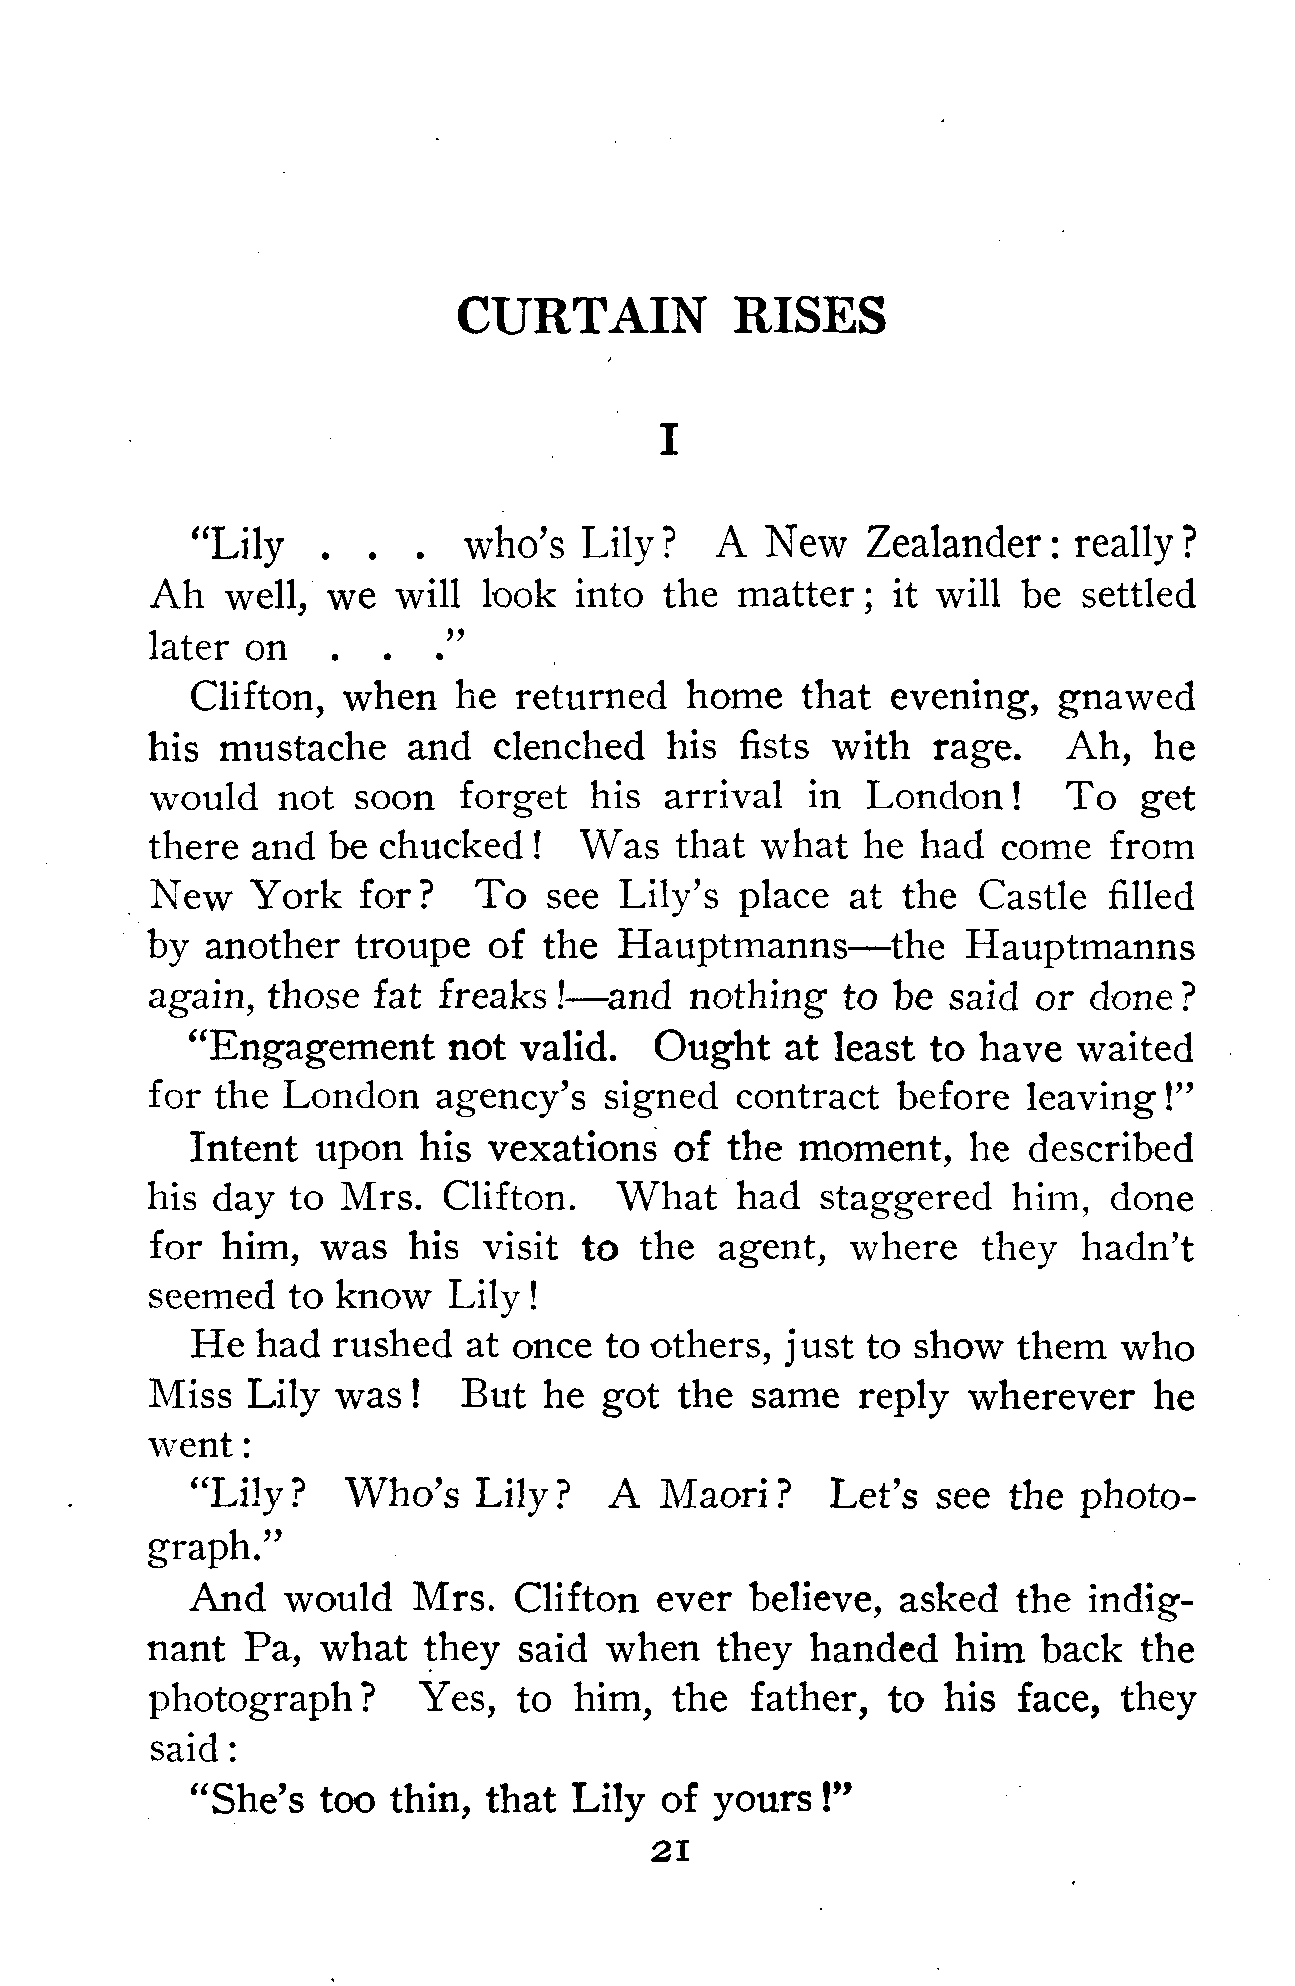 CURTAIN RISES
I
“Lily . . . who’s Lily? A New Zealander: really?
Ah well, we will look into the matter; it will be settled
later on . . .”
Clifton, when he returned home that evening, gnawed
his mustache and clenched his fists with rage. Ah, he
would not soon forget his arrival in London! To get
there and be chucked! Was that what he had come from
New York for? To see Lily’s place at the Castle filled
by another troupe of the Hauptmanns—the Hauptmanns
again, those fat freaks!—and nothing to be said or done?
“Engagement not valid. Ought at least to have waited
for the London agency’s signed contract before leaving!”
Intent upon his vexations of the moment, he described
his day to Mrs. Clifton. What had staggered him, done
for him, was his visit to the agent, where they hadn’t
seemed to know Lily!
He had rushed at once to others, just to show them who
Miss Lily was! But he got the same reply wherever he
went:
“Lily? Who’s Lily? A Maori? Let’s see the photo-
graph.”
And would Mrs. Clifton ever believe, asked the indig-
nant Pa, what they said when they handed him back the
photograph? Yes, to him, the father, to his face, they
said:
“She’s too thin, that Lily of yours!”
21